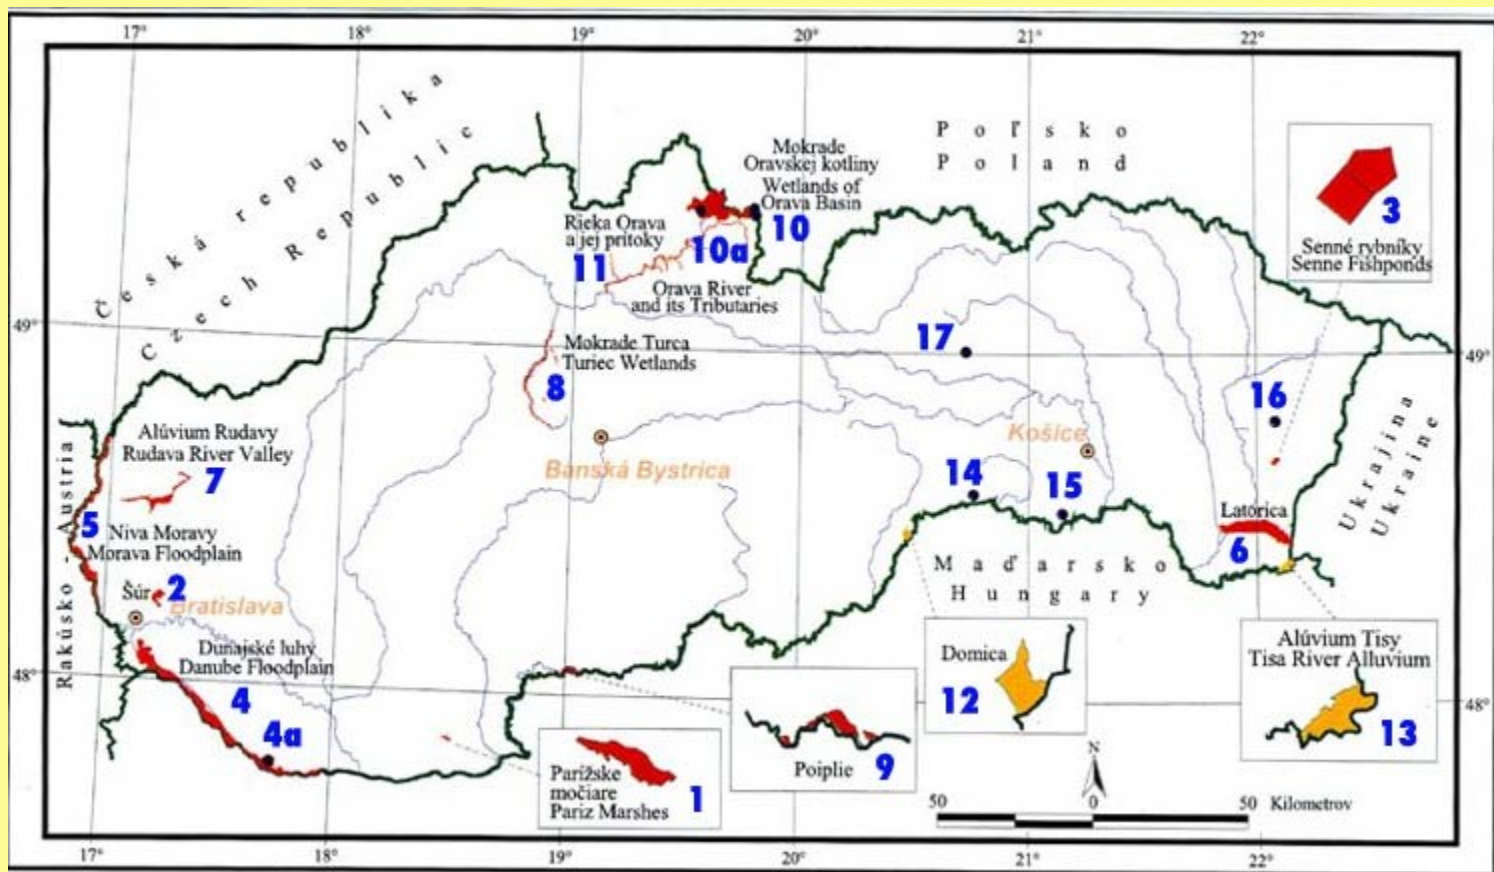 17°
18°
19°
20°
21°
22°
Česká republika
Czech Republic
Poľsko
Poland
Mokrade
Oravskej kotliny
Wetlands of
Orava Basin
10
Rieka Orava
a jej prítoky
11
10a
Orava River
and its Tributaries
3
Senné rybníky
Senne Fishponds
49°
49°
Mokrade Turca
Turiec Wetlands
8
17
16
Ukrajina
Ukraine
Rakúsko - Austria
Alúvium Rudavy
Rudava River Valley
7
Košice
Banská Bystrica
14
15
5
Niva Moravy
Morava Floodplain
Latorica
6
Maďarsko
Hungary
Šúr
2
Bratislava
Dunajské luhy
Danube Floodplain
4
4a
48°
48°
Domica
12
Alúvium Tisy
Tisa River Alluvium
13
Poiplie
9
Parížske
močiare
Pariz Marshes
1
N
50
0
50
Kilometrov
17°
18°
19°
20°
21°
22°